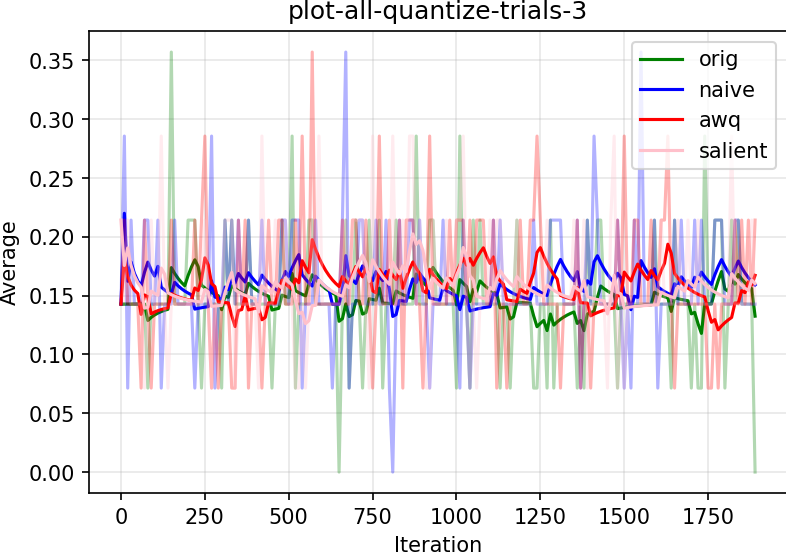 plot-all-quantize-trials-3
orig
naive
awq
salient
0.35
0.30
0.25
0.20
0.15
0.10
0.05
0.00
Average
0
250
500
750
1000
1250
1500
1750
Iteration